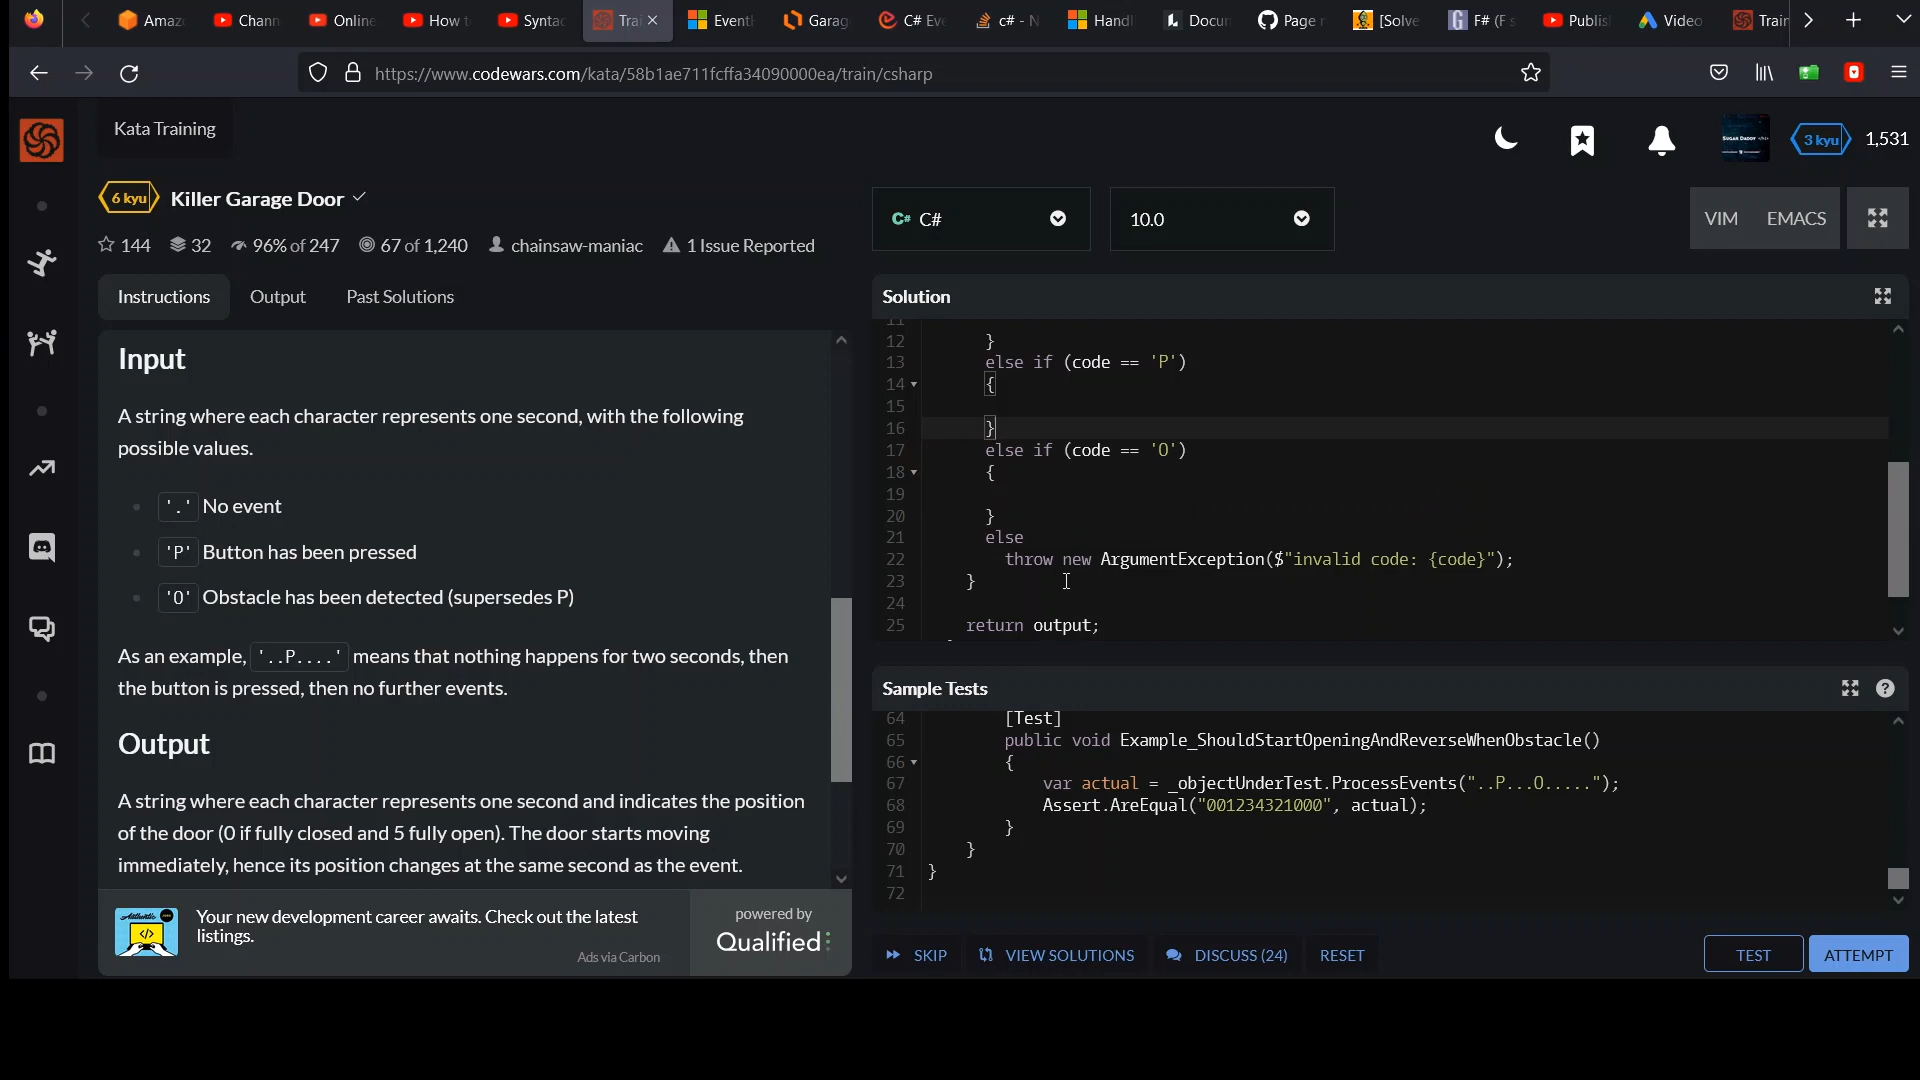 Amaz
Chann
Online
How t
Syntac
Trai
Event
Garag
C# Eve
c# - N
Handl
Docun
Page n
[Solve
F# (F s
Publis
Video
Train
https://www.codewars.com/kata/58b1ae711fcffa34090000ea/train/csharp
Kata Training
3 kyu 1,531
6 kyu Killer Garage Door
144 32 96% of 247 67 of 1,240 chainsaw-maniac 1 Issue Reported
Instructions Output Past Solutions
Input
A string where each character represents one second, with the following
possible values.
'.' No event
'P' Button has been pressed
'O' Obstacle has been detected (supersedes P)
As an example, '..P....' means that nothing happens for two seconds, then
the button is pressed, then no further events.
Output
A string where each character represents one second and indicates the position
of the door (0 if fully closed and 5 fully open). The door starts moving
immediately, hence its position changes at the same second as the event.
Your new development career awaits. Check out the latest
listings.
Ads via Carbon
powered by
Qualified
C# C# 10.0 VIM EMACS
Solution
11
12 }
13 else if (code == 'P')
14 {
15
16 }
17 else if (code == 'O')
18 {
19
20 }
21 else
22 throw new ArgumentException($"invalid code: {code}");
23 }
24
25 return output;
Sample Tests
64 [Test]
65 public void Example_ShouldStartOpeningAndReverseWhenObstacle()
66 {
67 var actual = _objectUnderTest.ProcessEvents("..P...O.....");
68 Assert.AreEqual("001234321000", actual);
69 }
70 }
71 }
72
SKIP VIEW SOLUTIONS DISCUSS (24) RESET TEST ATTEMPT